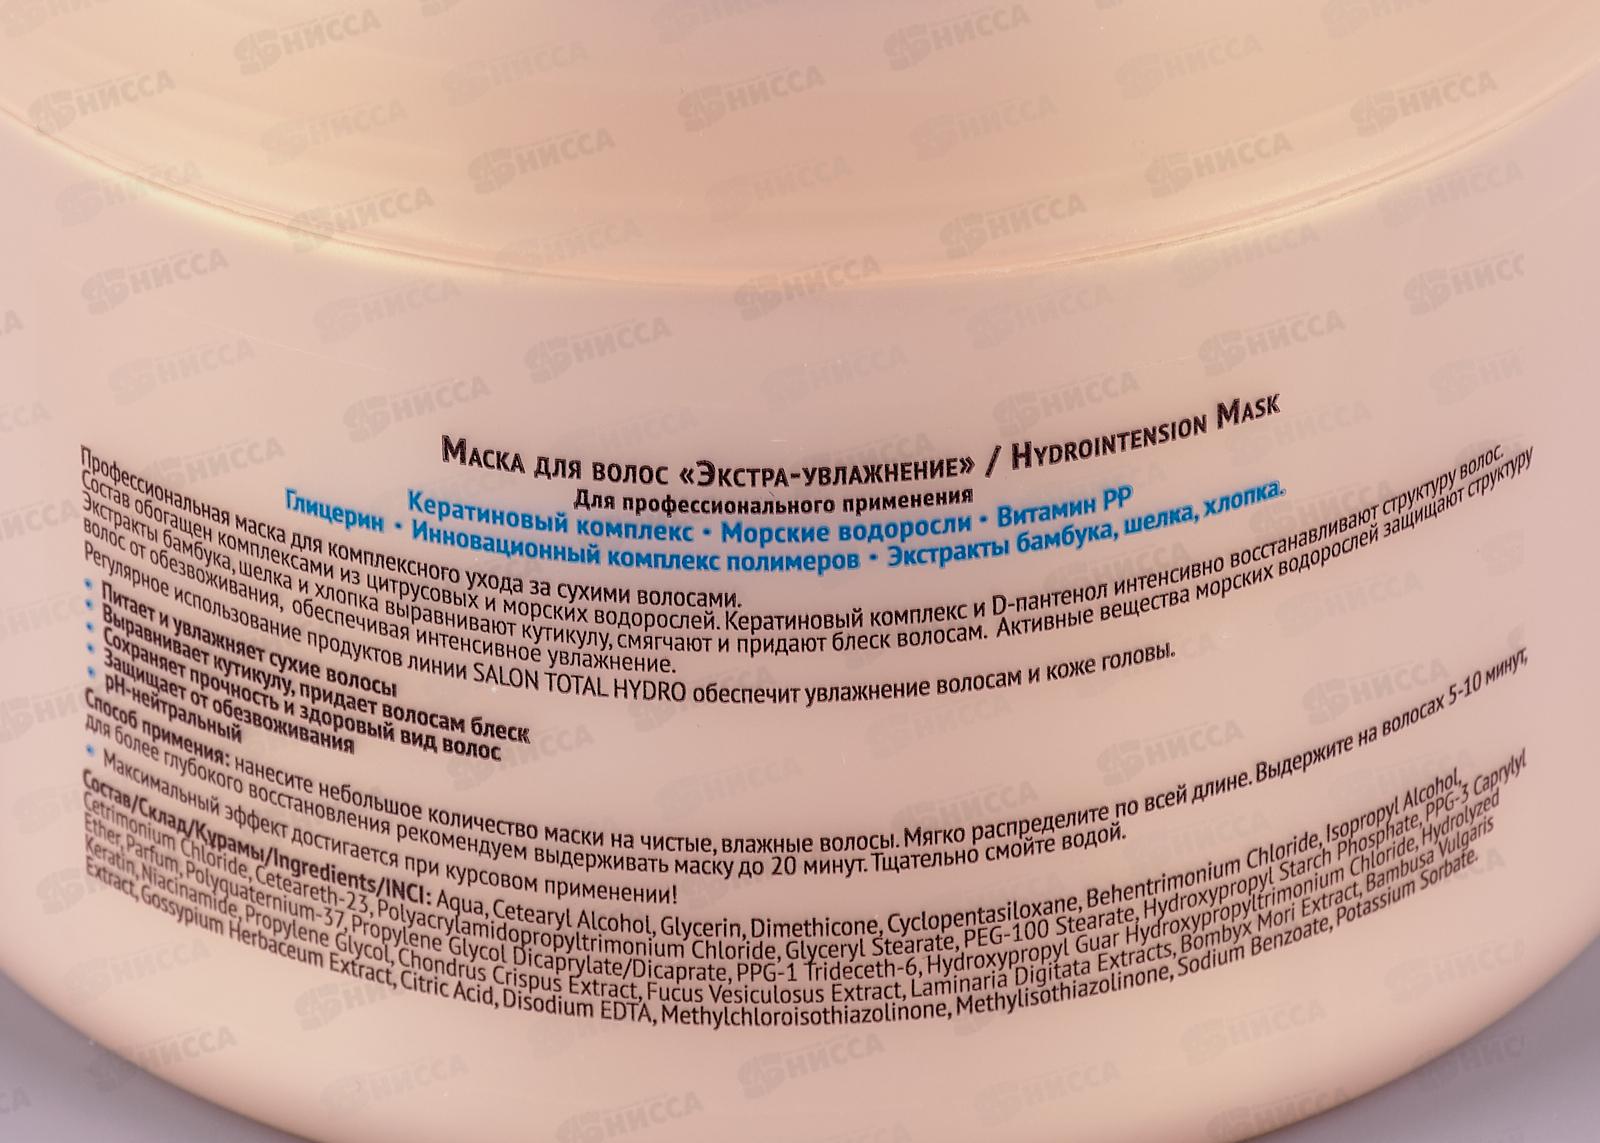 Маска для волос «Экстра-увлажнение» / Hydrointension Mask
Для профессионального применения
Кератиновый комплекс • Морские водоросли • Витамин РР
Глицерин • Инновационный комплекс полимеров • Экстракты бамбука, шелка, хлопка.
Профессиональная маска для комплексного ухода за сухими волосами.
Состав обогащен комплексами из цитрусовых и морских водорослей. Кератиновый комплекс и D-пантенол интенсивно восстанавливают структуру волос.
Экстракты бамбука, шелка и хлопка выравнивают кутикулу, смягчают и придают блеск волосам. Активные вещества морских водорослей защищают структуру
волос от обезвоживания, обеспечивая интенсивное увлажнение.
Регулярное использование продуктов линии SALON TOTAL HYDRO обеспечит увлажнение волосам и коже головы.
• Питает и увлажняет сухие волосы
• Выравнивает кутикулу, придает волосам блеск
• Сохраняет прочность и здоровый вид волос
• Защищает от обезвоживания
• рН-нейтральный
Способ примения: нанесите небольшое количество маски на чистые, влажные волосы. Мягко распределите по всей длине. Выдержите на волосах 5-10 минут,
для более глубокого восстановления рекомендуем выдерживать маску до 20 минут. Тщательно смойте водой.
• Максимальный эффект достигается при курсовом применении!
Состав/Склад/Курамы/Ingredients/INCI: Aqua, Cetearyl Alcohol, Glycerin, Dimethicone, Cyclopentasiloxane, Behentrimonium Chloride, Isopropyl Alcohol,
Cetrimonium Chloride, Ceteareth-23, Polyacrylamidopropyltrimonium Chloride, Glyceryl Stearate, PEG-100 Stearate, Hydroxypropyl Starch Phosphate, PPG-3 Caprylyl
Ether, Parfum, Polyquaternium-37, Propylene Glycol Dicaprylate/Dicaprate, PPG-1 Trideceth-6, Hydroxypropyl Guar Hydroxypropyltrimonium Chloride, Hydrolyzed
Keratin, Niacinamide, Propylene Glycol, Chondrus Crispus Extract, Fucus Vesiculosus Extract, Laminaria Digitata Extracts, Bombyx Mori Extract, Bambusa Vulgaris
Extract, Gossypium Herbaceum Extract, Citric Acid, Disodium EDTA, Methylchloroisothiazolinone, Methylisothiazolinone, Sodium Benzoate, Potassium Sorbate.